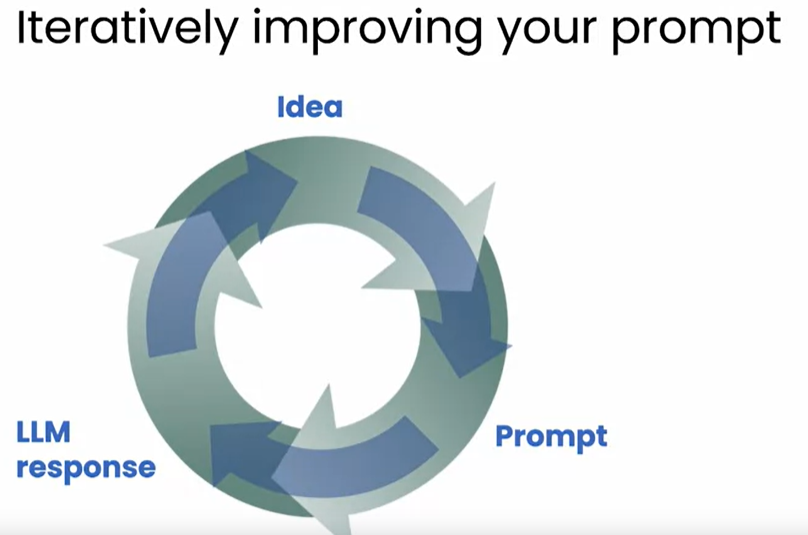 Iteratively improving your prompt
Idea
Prompt
LLM
response